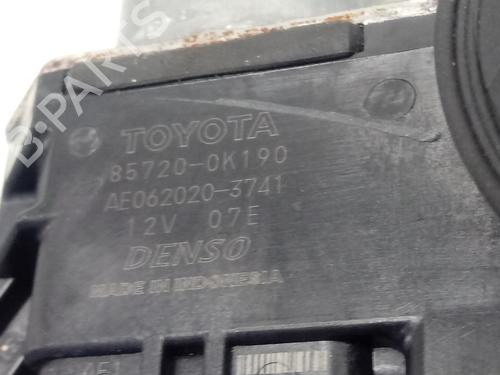 TOYOTA
85720-0K190
AE062020-3741
12V 07E
DENSO
MADE IN INDONESIA
B-PARTS